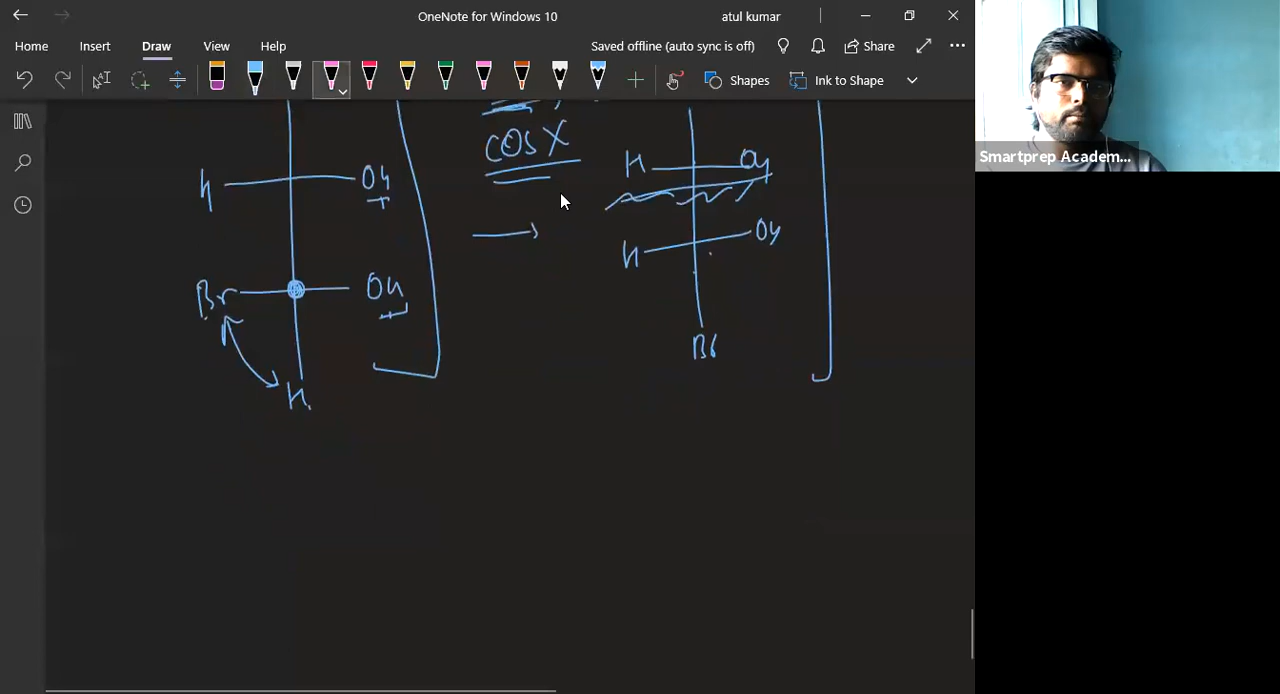 OneNote for Windows 10
atul kumar
Home Insert Draw View Help
Saved offline (auto sync is off)
Share
Shapes
Ink to Shape
Smartprep Academ...
cos X
H OH
H OH
Br OH
H
H OH
Br